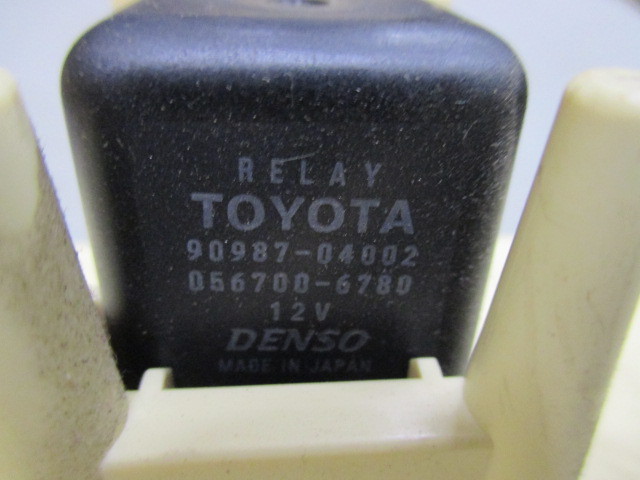 RELAY
TOYOTA
90987-04002
056700-6780
12V
DENSO
MADE IN JAPAN